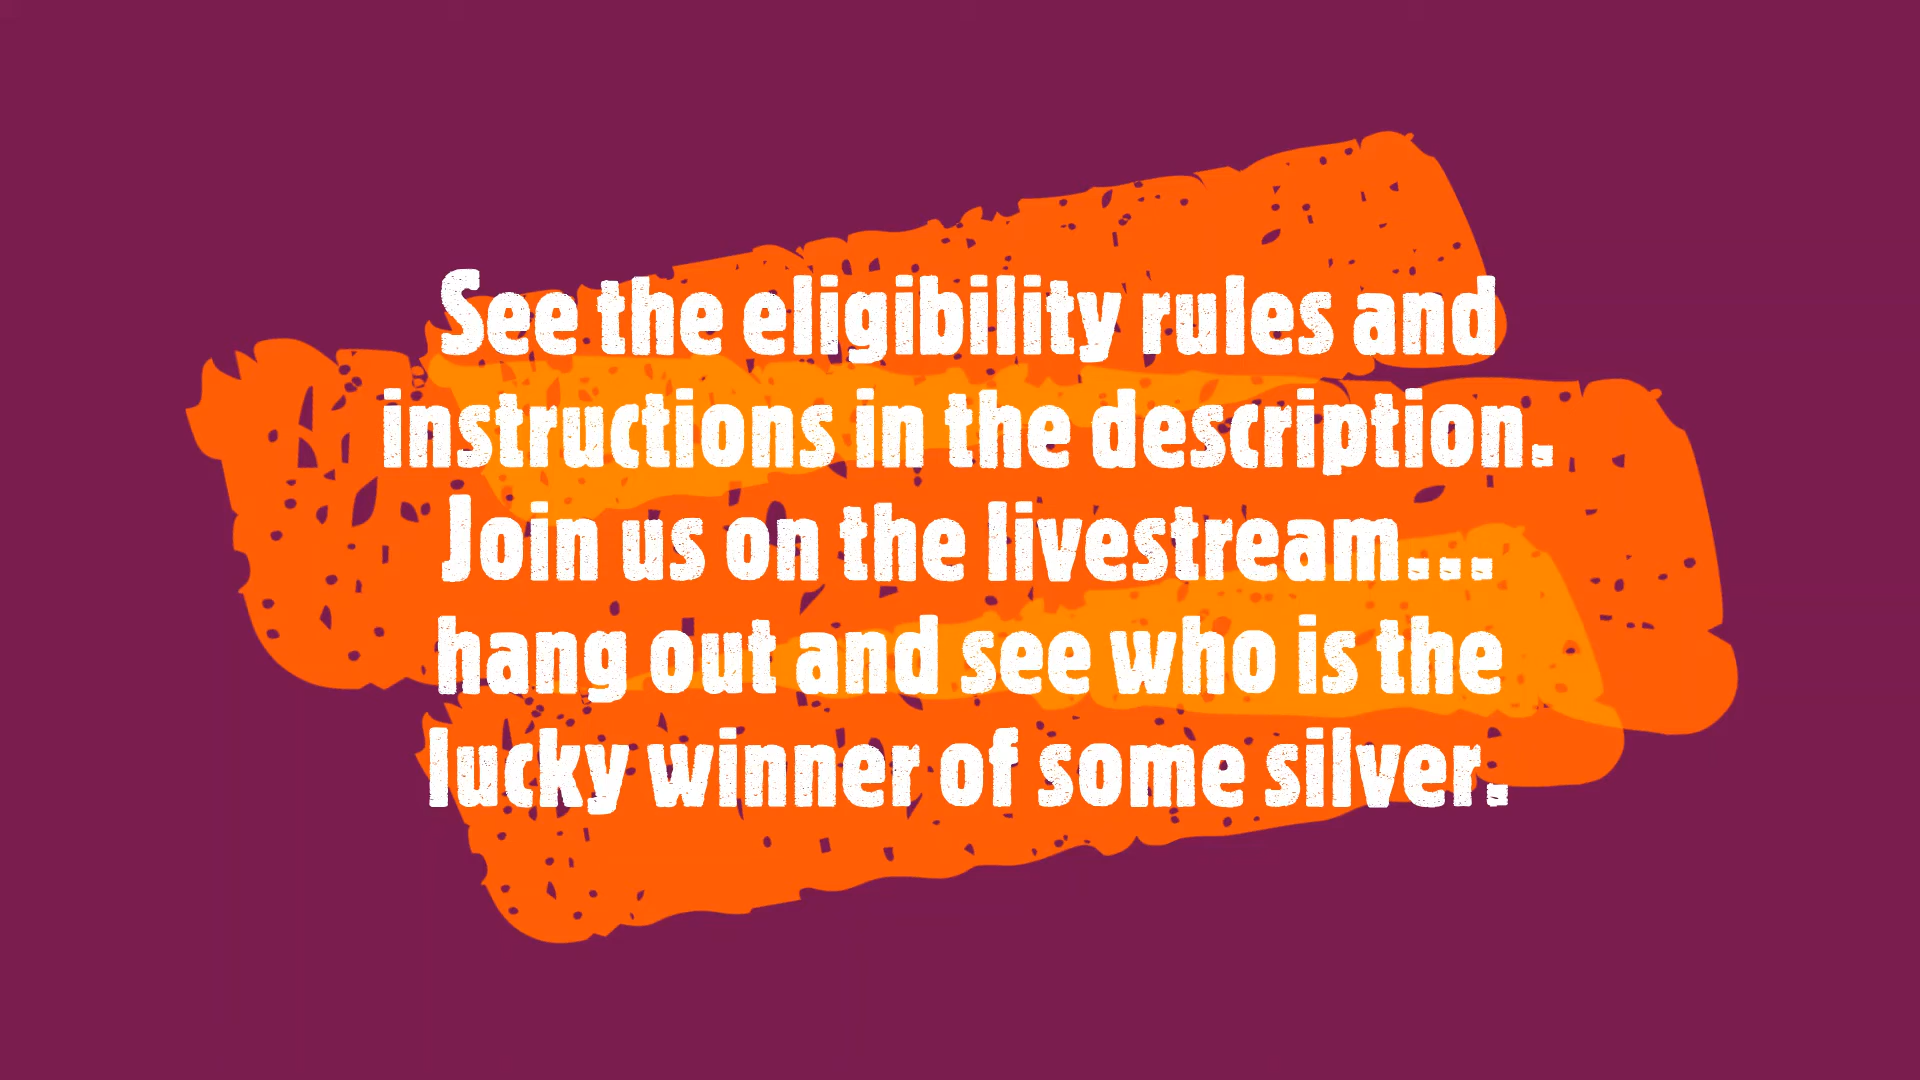 See the eligibility rules and
instructions in the description.
Join us on the livestream...
hang out and see who is the
lucky winner of some silver.